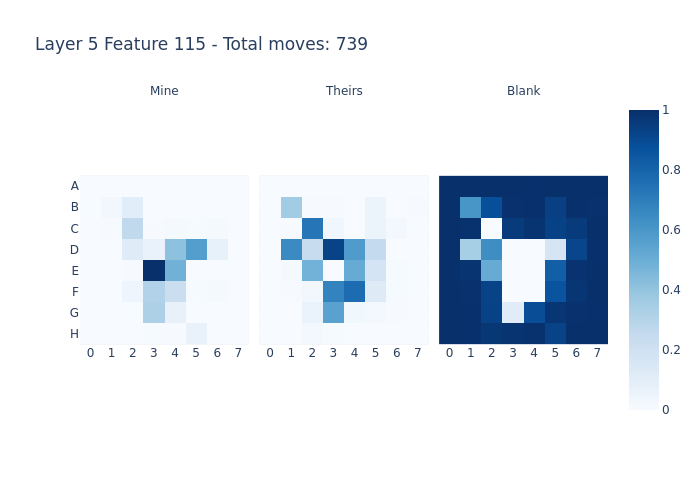 Layer 5 Feature 115 - Total moves: 739
Mine
Theirs
Blank
A
B
C
D
E
F
G
H
0 1 2 3 4 5 6 7
0 1 2 3 4 5 6 7
0 1 2 3 4 5 6 7
1
0.8
0.6
0.4
0.2
0